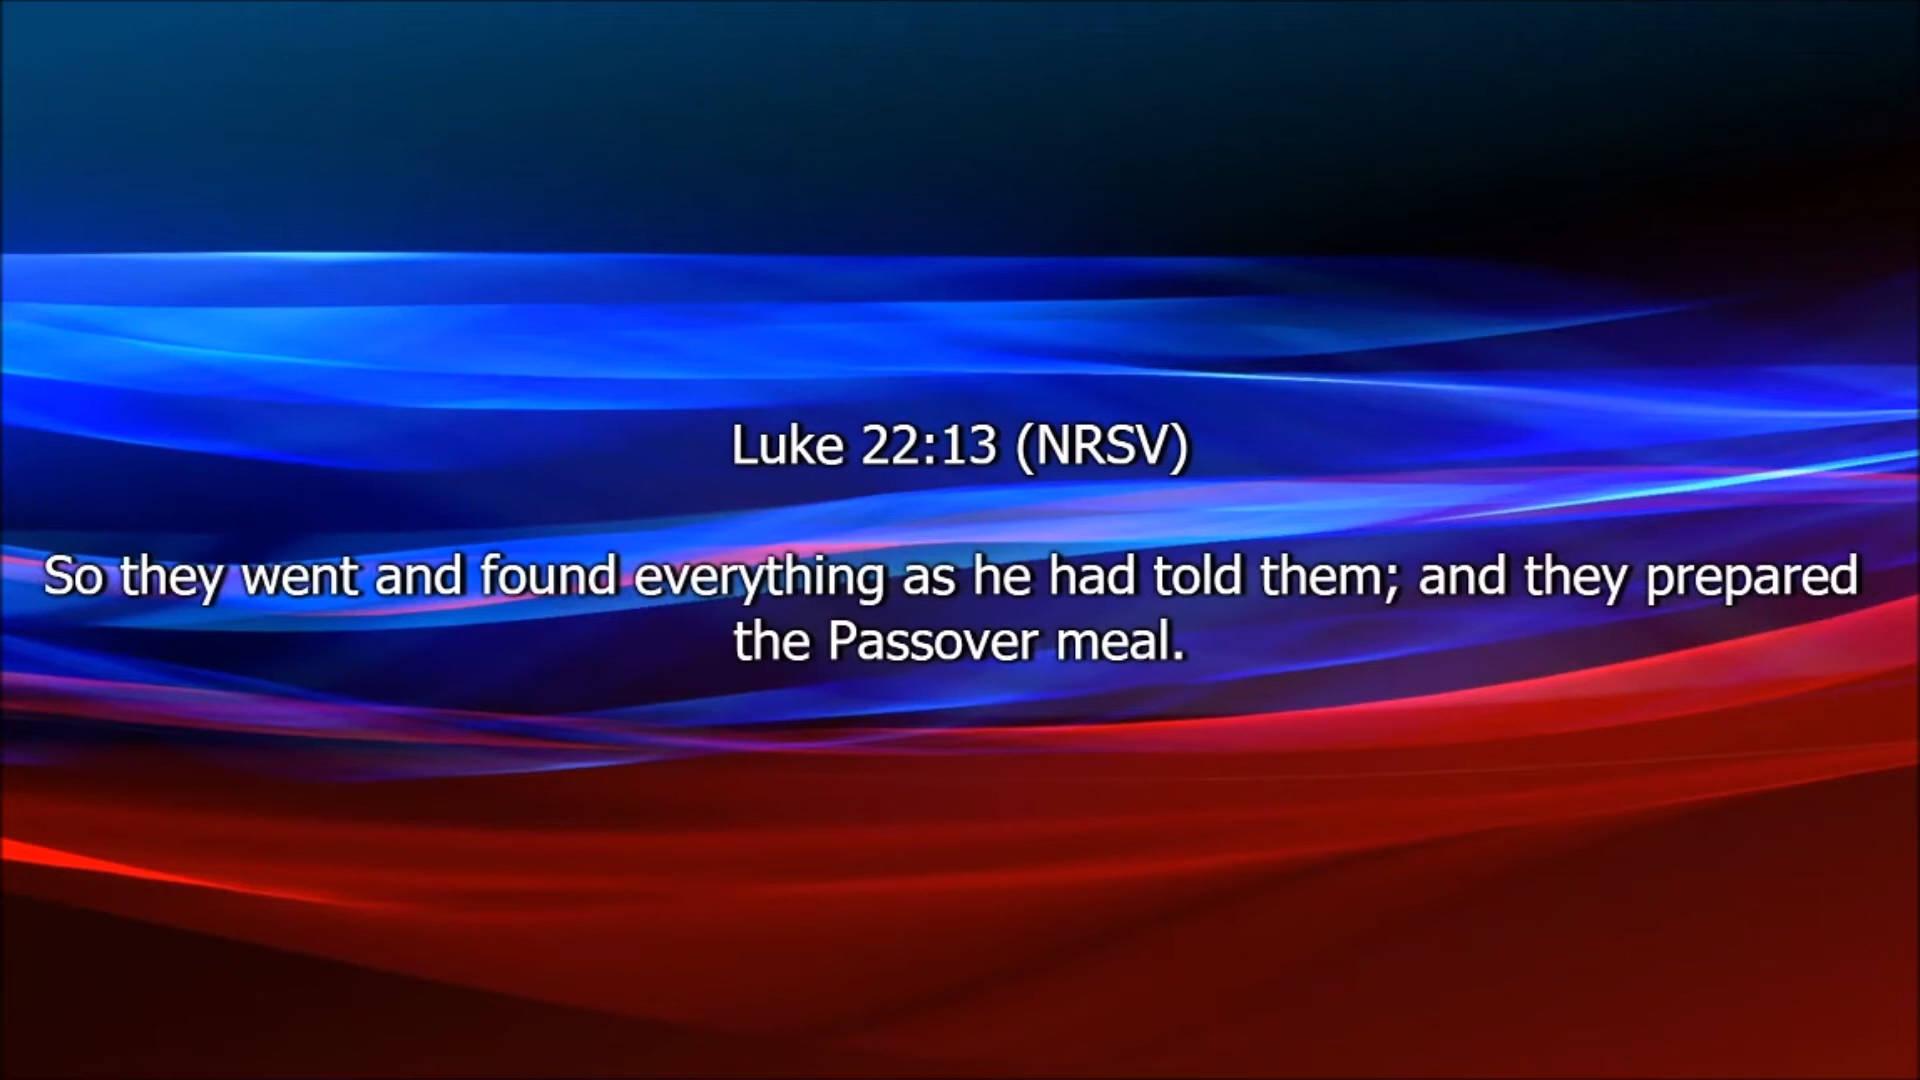 Luke 22:13 (NRSV)
So they went and found everything as he had told them; and they prepared
the Passover meal.